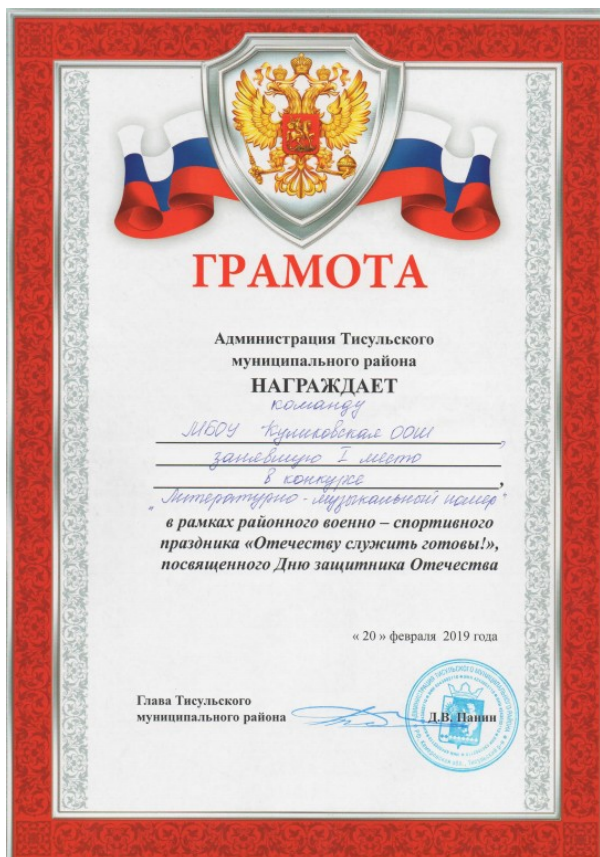 ГРАМОТА
Администрация Тисульского
муниципального района
НАГРАЖДАЕТ
команду
МБОУ Куликовская ООШ,
занявшую I место
в конкурсе,
"Литературно - музыкальный номер"
в рамках районного военно – спортивного
праздника «Отечеству служить готовы!»,
посвященного Дню защитника Отечества
« 20 » февраля 2019 года
Глава Тисульского
муниципального района
Д.В. Панин